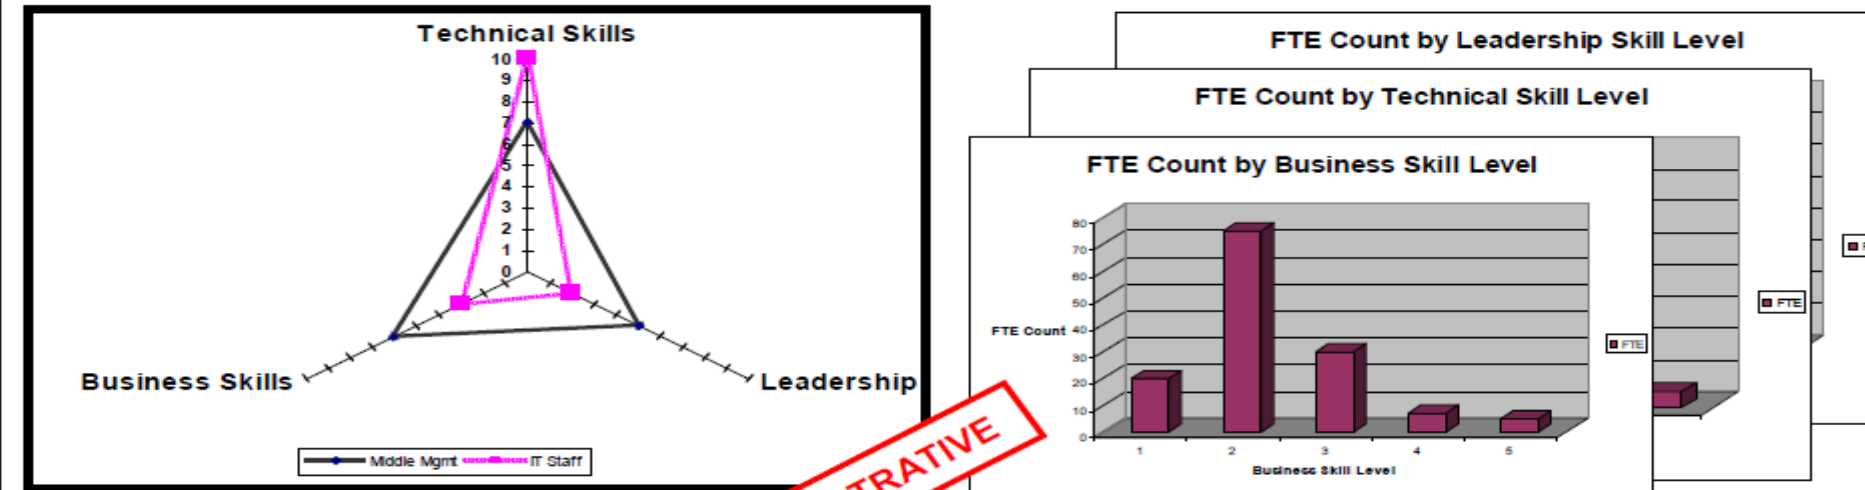 Technical Skills
10
9
8
7
6
5
4
3
2
1
0
Business Skills
Leadership
Middle Mgmt
IT Staff
TRATIVE
FTE Count by Leadership Skill Level
FTE Count by Technical Skill Level
FTE
FTE Count by Business Skill Level
80
70
60
50
FTE Count 40
30
20
10
0
1 2 3 4 5
Business Skill Level
FTE